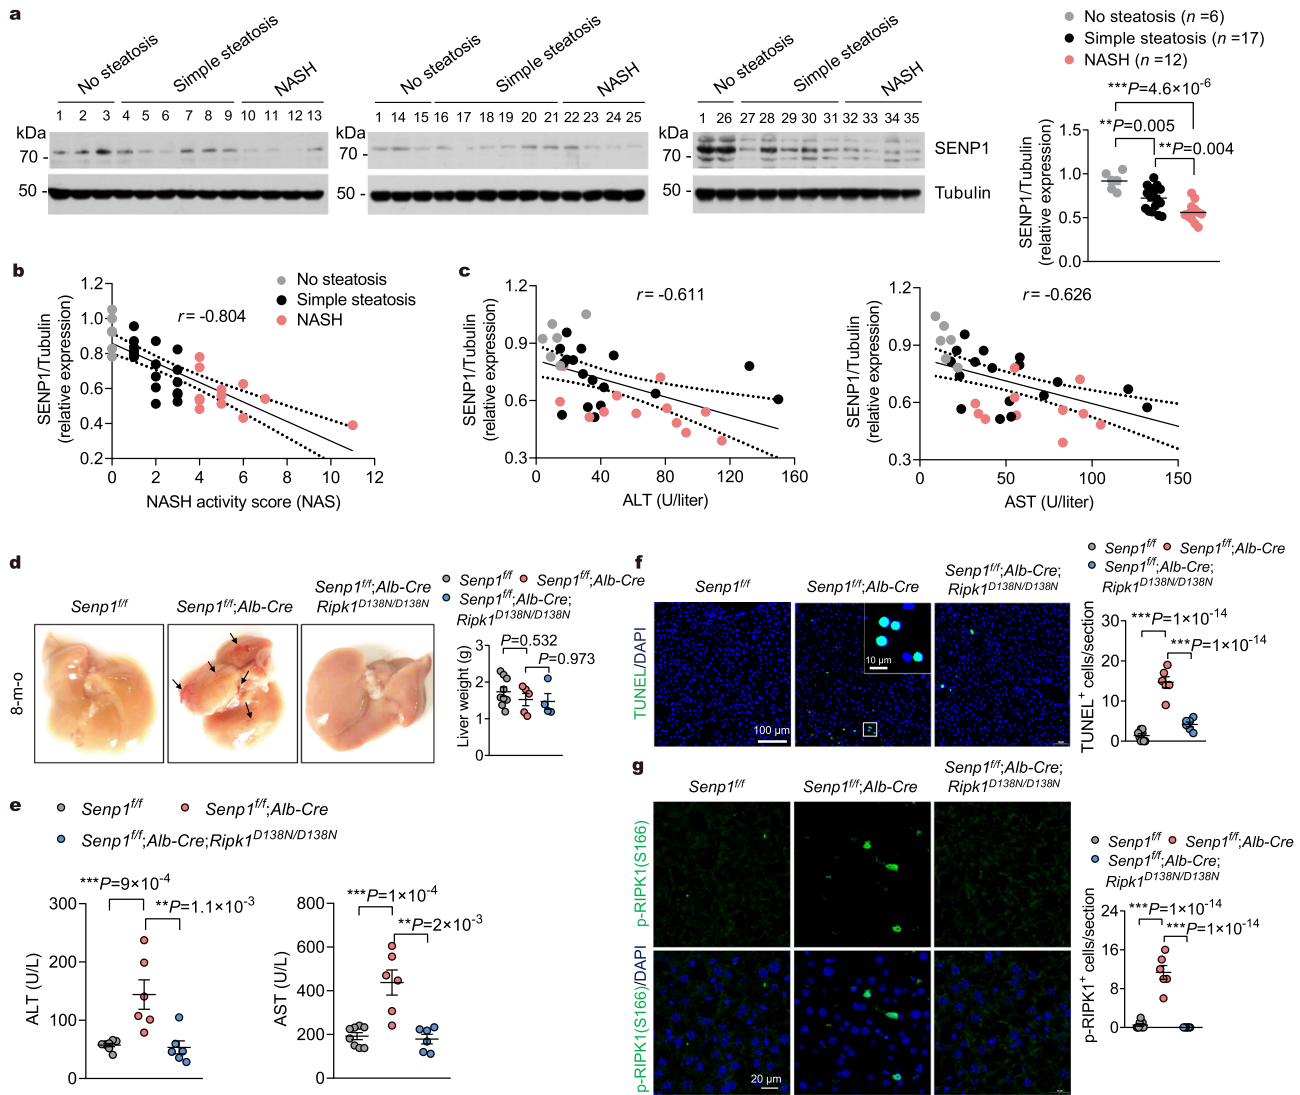 a
No steatosis
Simple steatosis
NASH
1 2 3 4 5 6 7 8 9 10 11 12 13
kDa
70
50
No steatosis
Simple steatosis
NASH
1 14 15 16 17 18 19 20 21 22 23 24 25
kDa
70
50
No steatosis
Simple steatosis
NASH
1 26 27 28 29 30 31 32 33 34 35
kDa
70
50
SENP1
Tubulin
No steatosis (n =6)
Simple steatosis (n =17)
NASH (n =12)
***P=4.6×10-6
**P=0.005
**P=0.004
SENP1/Tubulin
(relative expression)
1.5
1.0
0.5
0.0
b
No steatosis
Simple steatosis
NASH
r= -0.804
SENP1/Tubulin
(relative expression)
1.2
1.0
0.8
0.6
0.4
0.2
0 2 4 6 8 10 12
NASH activity score (NAS)
c
r= -0.611
SENP1/Tubulin
(relative expression)
1.2
0.9
0.6
0.3
0 40 80 120 160
ALT (U/liter)
r= -0.626
SENP1/Tubulin
(relative expression)
1.2
0.9
0.6
0.3
0 50 100 150
AST (U/liter)
d
Senp1f/f
Senp1f/f;Alb-Cre
Senp1f/f;Alb-Cre
Ripk1D138N/D138N
8-m-o
Senp1f/f
Senp1f/f;Alb-Cre
Senp1f/f;Alb-Cre;
Ripk1D138N/D138N
P=0.532
P=0.973
Liver weight (g)
3
2
1
0
e
Senp1f/f
Senp1f/f;Alb-Cre
Senp1f/f;Alb-Cre;Ripk1D138N/D138N
***P=9×10-4
**P=1.1×10-3
ALT (U/L)
300
200
100
0
***P=1×10-4
**P=2×10-3
AST (U/L)
800
600
400
200
0
f
Senp1f/f
Senp1f/f;Alb-Cre
Senp1f/f;Alb-Cre;
Ripk1D138N/D138N
TUNEL/DAPI
100 µm
10 µm
Senp1f/f
Senp1f/f;Alb-Cre
Senp1f/f;Alb-Cre;
Ripk1D138N/D138N
***P=1×10-14
***P=1×10-14
TUNEL+ cells/section
30
20
10
0
g
Senp1f/f
Senp1f/f;Alb-Cre
Senp1f/f;Alb-Cre;
Ripk1D138N/D138N
p-RIPK1(S166)
p-RIPK1(S166)/DAPI
20 µm
Senp1f/f
Senp1f/f;Alb-Cre
Senp1f/f;Alb-Cre;
Ripk1D138N/D138N
***P=1×10-14
***P=1×10-14
p-RIPK1+ cells/section
24
16
8
0